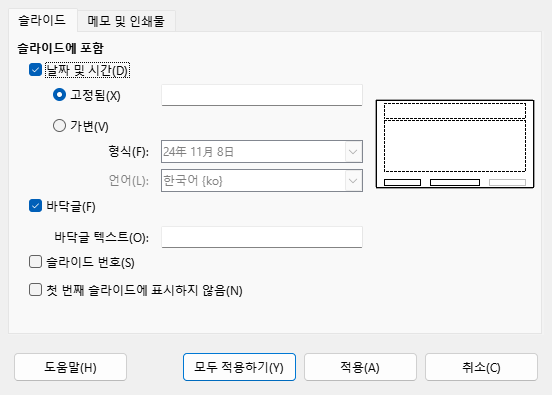 슬라이드 메모 및 인쇄물
슬라이드에 포함
날짜 및 시간(D)
고정됨(X)
가변(V)
형식(F): 24年 11月 8日
언어(L): 한국어 {ko}
바닥글(F)
바닥글 텍스트(O):
슬라이드 번호(S)
첫 번째 슬라이드에 표시하지 않음(N)
도움말(H) 모두 적용하기(Y) 적용(A) 취소(C)